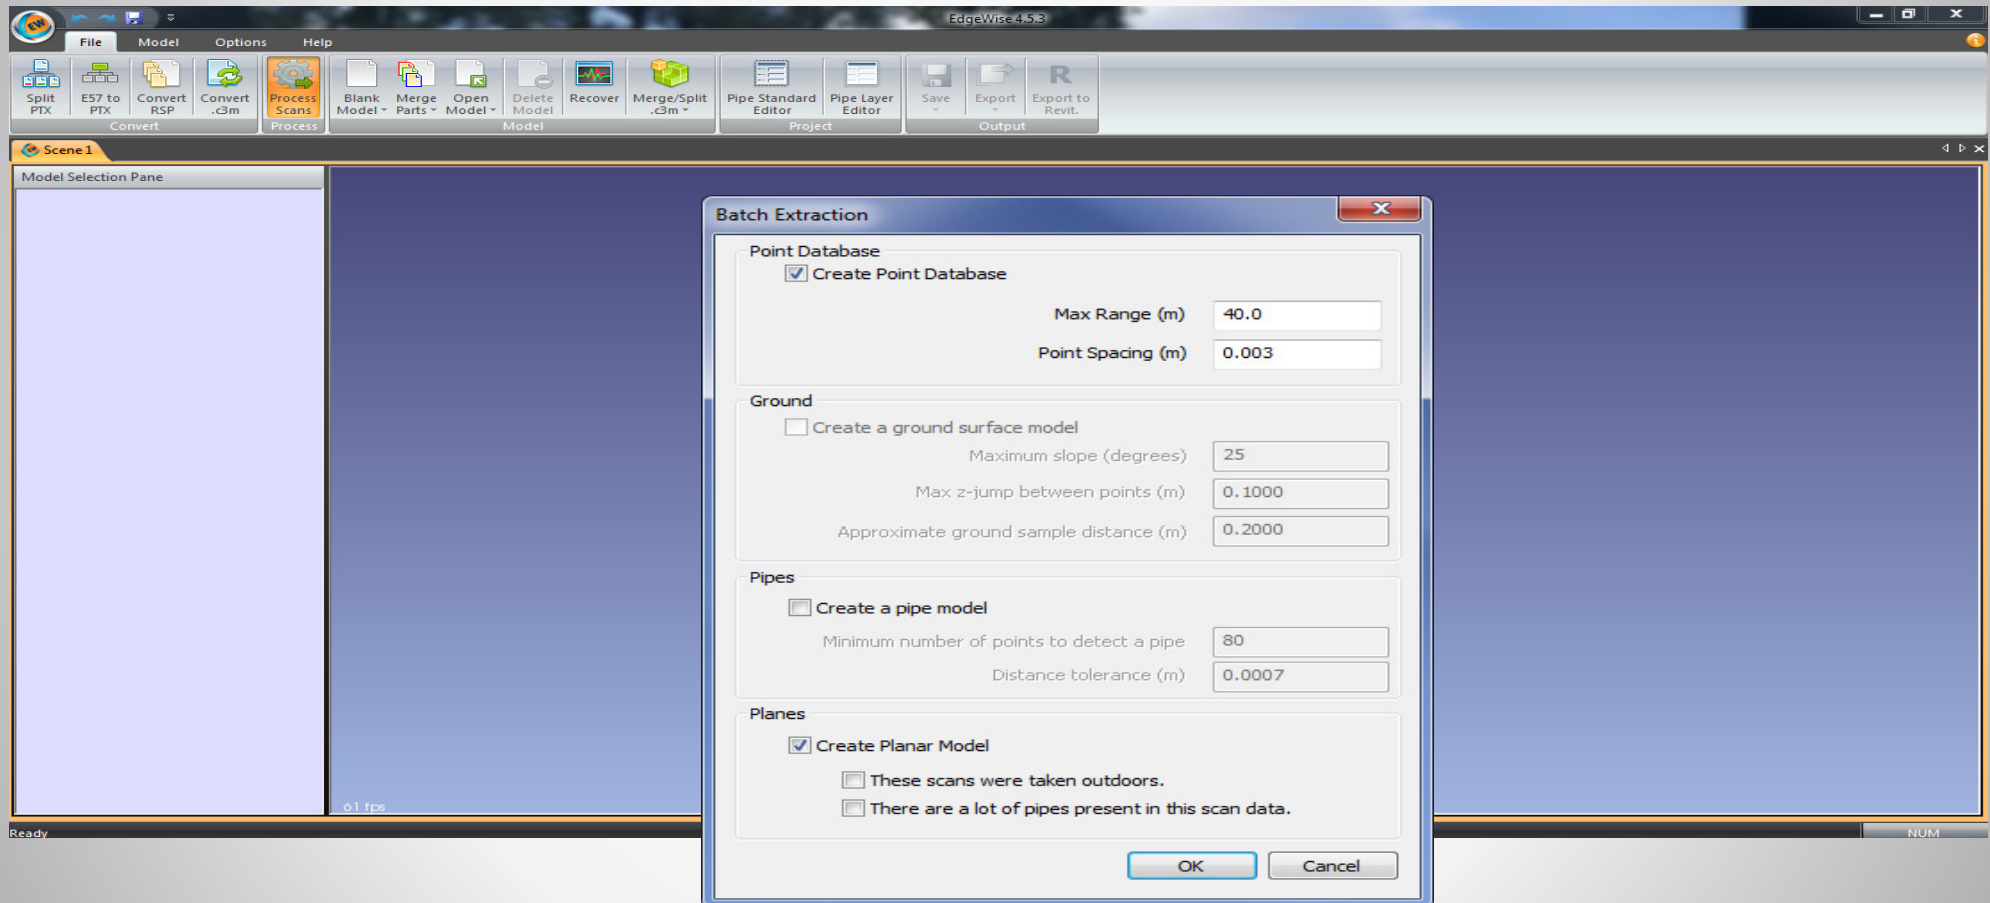 EdgeWise 4.5.3
EW
File Model Options Help
Split PTX
E57 to PTX
Convert RSP
Convert .c3m
Process Scans
Blank Model
Merge Parts
Open Model
Delete Model
Recover
Merge/Split .c3m
Pipe Standard Editor
Pipe Layer Editor
Save
Export
R
Export to Revit.
Convert Process Model Project Output
Scene 1
Model Selection Pane
Batch Extraction
Point Database
Create Point Database
Max Range (m) 40.0
Point Spacing (m) 0.003
Ground
Create a ground surface model
Maximum slope (degrees) 25
Max z-jump between points (m) 0.1000
Approximate ground sample distance (m) 0.2000
Pipes
Create a pipe model
Minimum number of points to detect a pipe 80
Distance tolerance (m) 0.0007
Planes
Create Planar Model
These scans were taken outdoors.
There are a lot of pipes present in this scan data.
OK Cancel
61 fps
Ready NUM